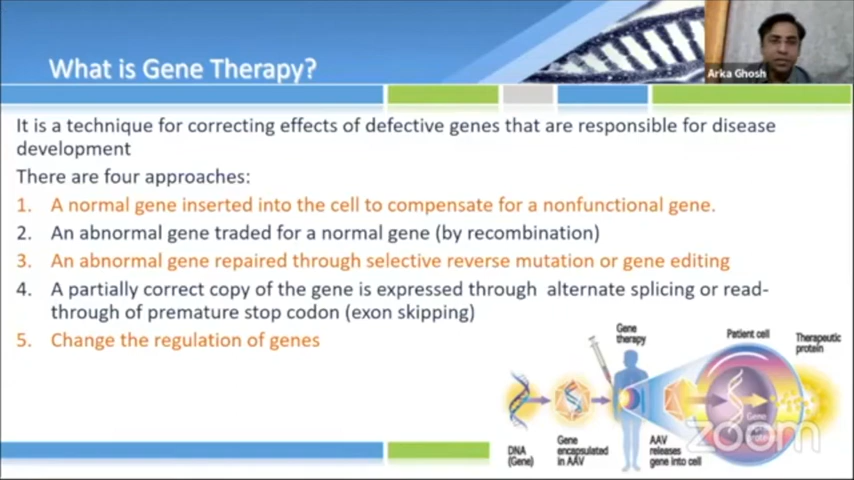 What is Gene Therapy?
Arka Ghosh
It is a technique for correcting effects of defective genes that are responsible for disease
development
There are four approaches:
1. A normal gene inserted into the cell to compensate for a nonfunctional gene.
2. An abnormal gene traded for a normal gene (by recombination)
3. An abnormal gene repaired through selective reverse mutation or gene editing
4. A partially correct copy of the gene is expressed through alternate splicing or read-
through of premature stop codon (exon skipping)
5. Change the regulation of genes
Gene
therapy
Patient cell
Therapeutic
protein
DNA
(Gene)
Gene
encapsulated
in AAV
AAV
releases
gene into cell
zoom